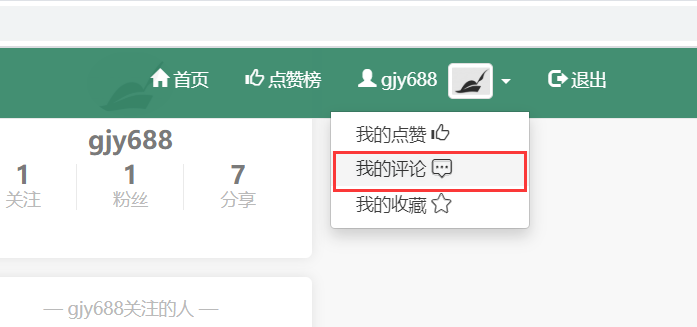 首页 点赞榜 gjy688 退出
gjy688
1 1 7
关注 粉丝 分享
我的点赞
我的评论
我的收藏
— gjy688关注的人 —